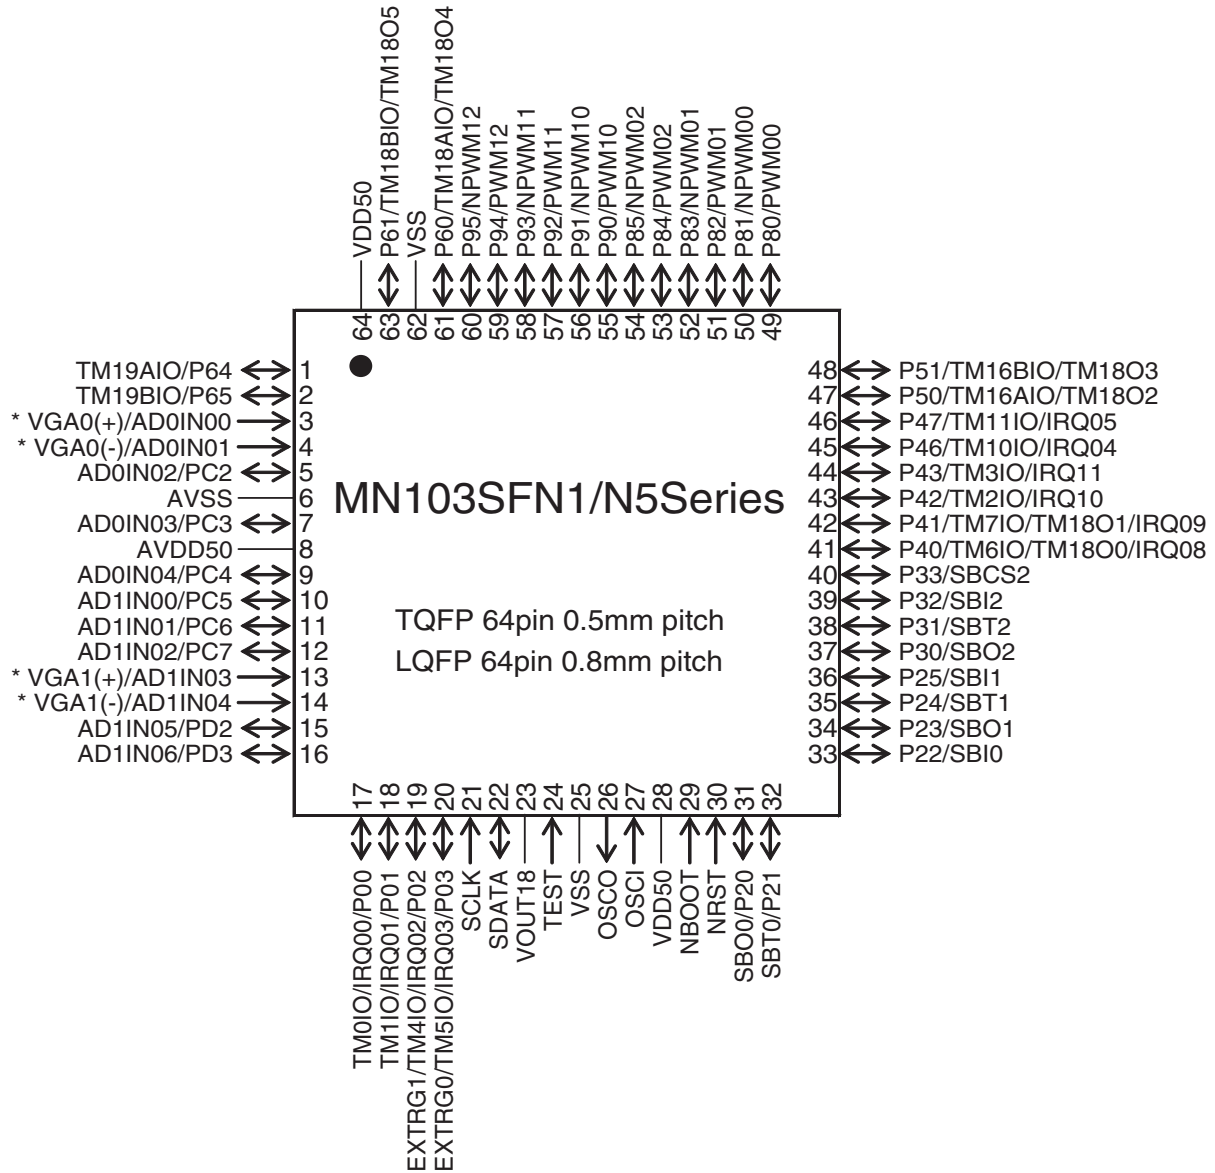 VDD50
P61/TM18BIO/TM18O5
VSS
P60/TM18AIO/TM18O4
P95/NPWM12
P94/PWM12
P93/NPWM11
P92/PWM11
P91/NPWM10
P90/PWM10
P85/NPWM02
P84/PWM02
P83/NPWM01
P82/PWM01
P81/NPWM00
P80/PWM00
64
63
62
61
60
59
58
57
56
55
54
53
52
51
50
49
TM19AIO/P64 1
TM19BIO/P65 2
* VGA0(+)/AD0IN00 3
* VGA0(-)/AD0IN01 4
AD0IN02/PC2 5
AVSS 6
AD0IN03/PC3 7
AVDD50 8
AD0IN04/PC4 9
AD1IN00/PC5 10
AD1IN01/PC6 11
AD1IN02/PC7 12
* VGA1(+)/AD1IN03 13
* VGA1(-)/AD1IN04 14
AD1IN05/PD2 15
AD1IN06/PD3 16
MN103SFN1/N5Series
TQFP 64pin 0.5mm pitch
LQFP 64pin 0.8mm pitch
48 P51/TM16BIO/TM18O3
47 P50/TM16AIO/TM18O2
46 P47/TM11IO/IRQ05
45 P46/TM10IO/IRQ04
44 P43/TM3IO/IRQ11
43 P42/TM2IO/IRQ10
42 P41/TM7IO/TM18O1/IRQ09
41 P40/TM6IO/TM18O0/IRQ08
40 P33/SBCS2
39 P32/SBI2
38 P31/SBT2
37 P30/SBO2
36 P25/SBI1
35 P24/SBT1
34 P23/SBO1
33 P22/SBI0
17
18
19
20
21
22
23
24
25
26
27
28
29
30
31
32
TM0IO/IRQ00/P00
TM1IO/IRQ01/P01
EXTRG1/TM4IO/IRQ02/P02
EXTRG0/TM5IO/IRQ03/P03
SCLK
SDATA
VOUT18
TEST
VSS
OSCO
OSCI
VDD50
NBOOT
NRST
SBO0/P20
SBT0/P21